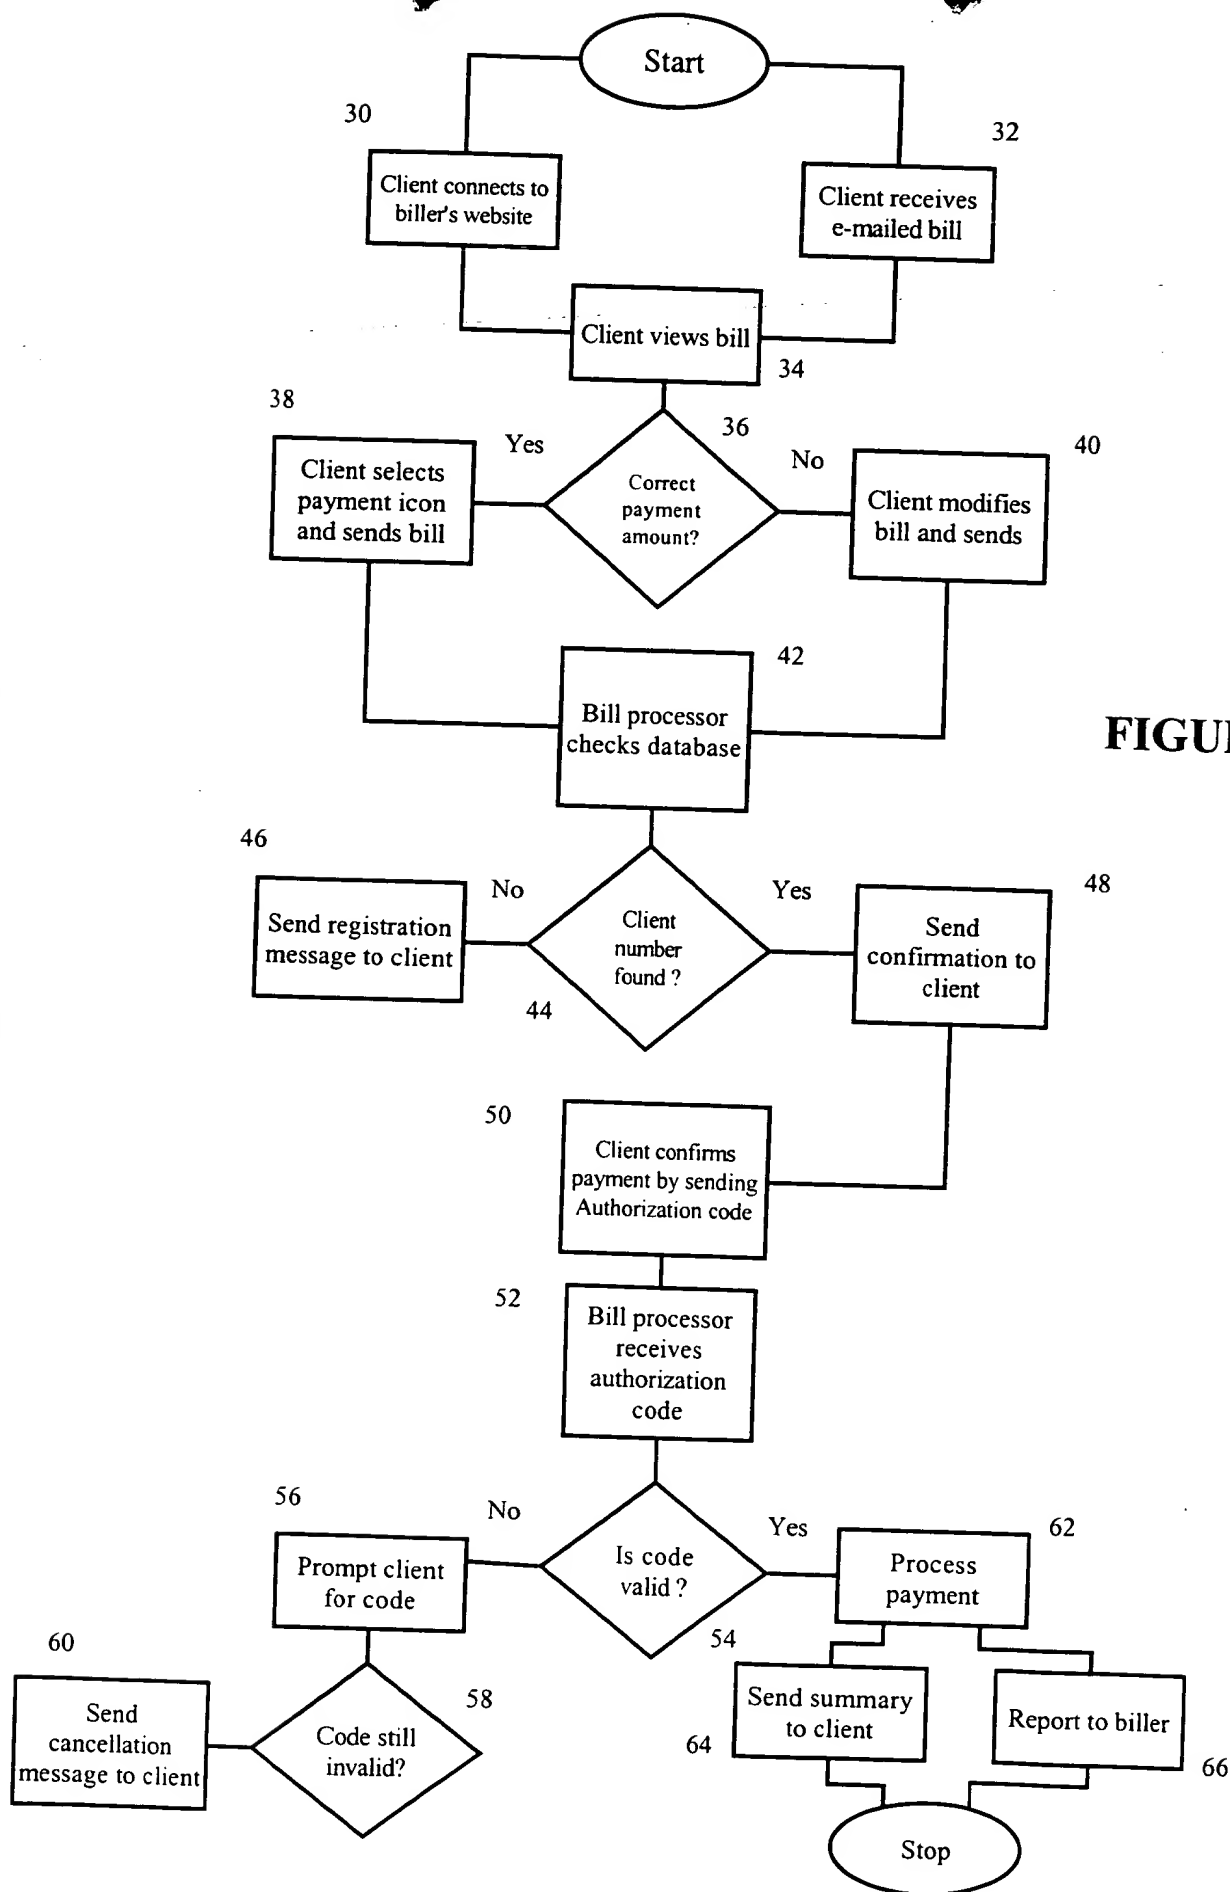 Start
30
32
Client connects to
biller's website
Client receives
e-mailed bill
Client views bill
34
38
36
Yes
No
40
Client selects
payment icon
and sends bill
Correct
payment
amount?
Client modifies
bill and sends
42
Bill processor
checks database
46
No
Yes
48
Send registration
message to client
Client
number
found ?
Send
confirmation to
client
44
50
Client confirms
payment by sending
Authorization code
52
Bill processor
receives
authorization
code
56
No
Yes
62
Prompt client
for code
Is code
valid ?
Process
payment
54
60
58
Send
cancellation
message to client
Code still
invalid?
Send summary
to client
64
Report to biller
66
Stop